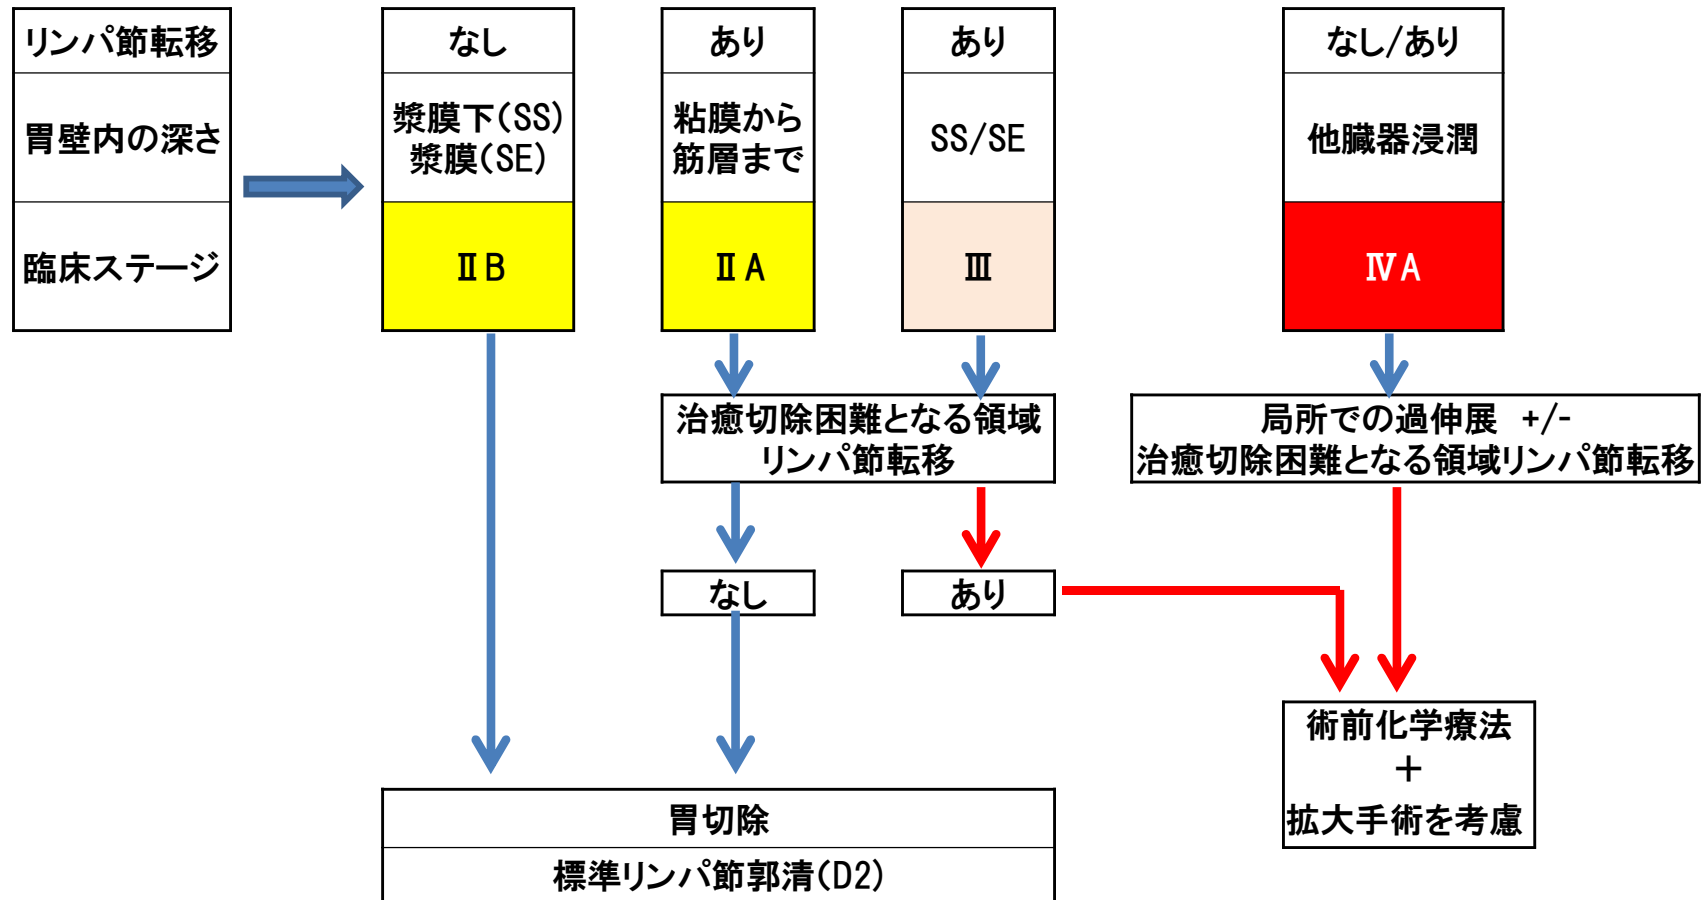 リンパ節転移
なし
あり
あり
なし/あり
胃壁内の深さ
漿膜下(SS)
漿膜(SE)
粘膜から
筋層まで
SS/SE
他臓器浸潤
臨床ステージ
ⅡB
ⅡA
Ⅲ
ⅣA
治癒切除困難となる領域
リンパ節転移
局所での過伸展 +/-
治癒切除困難となる領域リンパ節転移
なし
あり
術前化学療法
＋
拡大手術を考慮
胃切除
標準リンパ節郭清(D2)